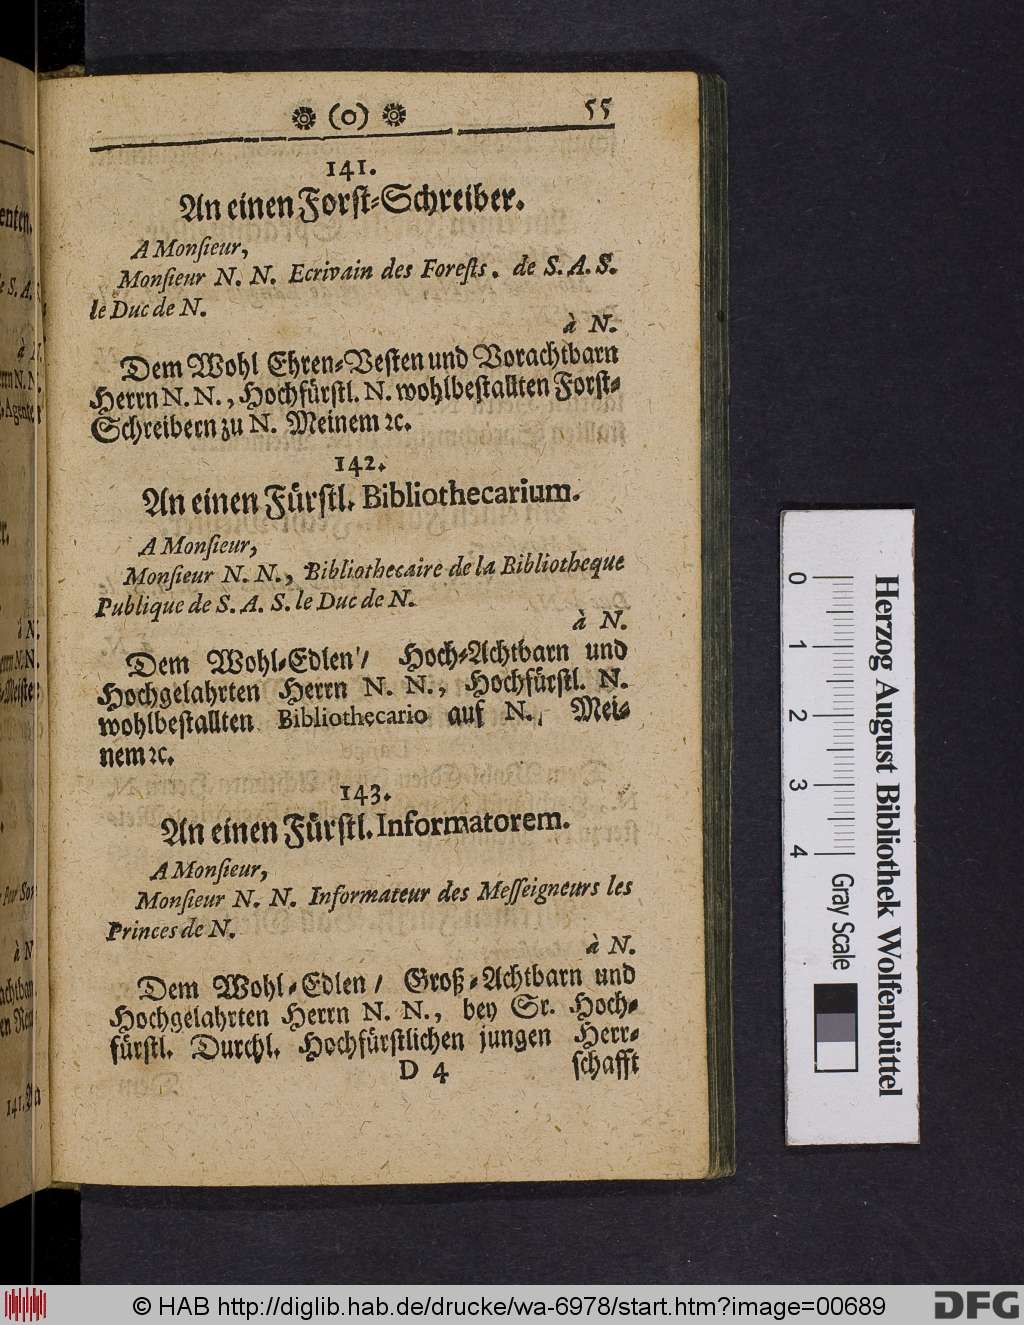 (o) 55
141.
An einen Forst-Schreiber.
A Monſieur,
Monſieur N. N. Ecrivain des Foreſts. de S. A. S.
le Duc de N.
à N.
Dem Wohl Ehren-Veſten und Vorachtbarn
Herrn N. N., Hochfürſtl. N. wohlbeſtallten Forſt-
Schreibern zu N. Meinem ꝛc.
142.
An einen Fürſtl. Bibliothecarium.
A Monſieur,
Monſieur N. N., Bibliothecaire de la Bibliotheque
Publique de S. A. S. le Duc de N.
à N.
Dem Wohl-Edlen / Hoch-Achtbarn und
Hochgelahrten Herrn N. N., Hochfürſtl. N.
wohlbeſtallten Bibliothecario auf N., Mei-
nem ꝛc.
143.
An einen Fürſtl. Informatorem.
A Monſieur,
Monſieur N. N. Informateur des Meſſeigneurs les
Princes de N.
à N.
Dem Wohl-Edlen / Groß-Achtbarn und
Hochgelahrten Herrn N. N., bey Sr. Hoch-
fürſtl. Durchl. Hochfürſtlichen jungen Herr-
D 4 ſchafft
0 1 2 3 4 Gray Scale
Herzog August Bibliothek Wolfenbüttel
© HAB http://diglib.hab.de/drucke/wa-6978/start.htm?image=00689
DFG